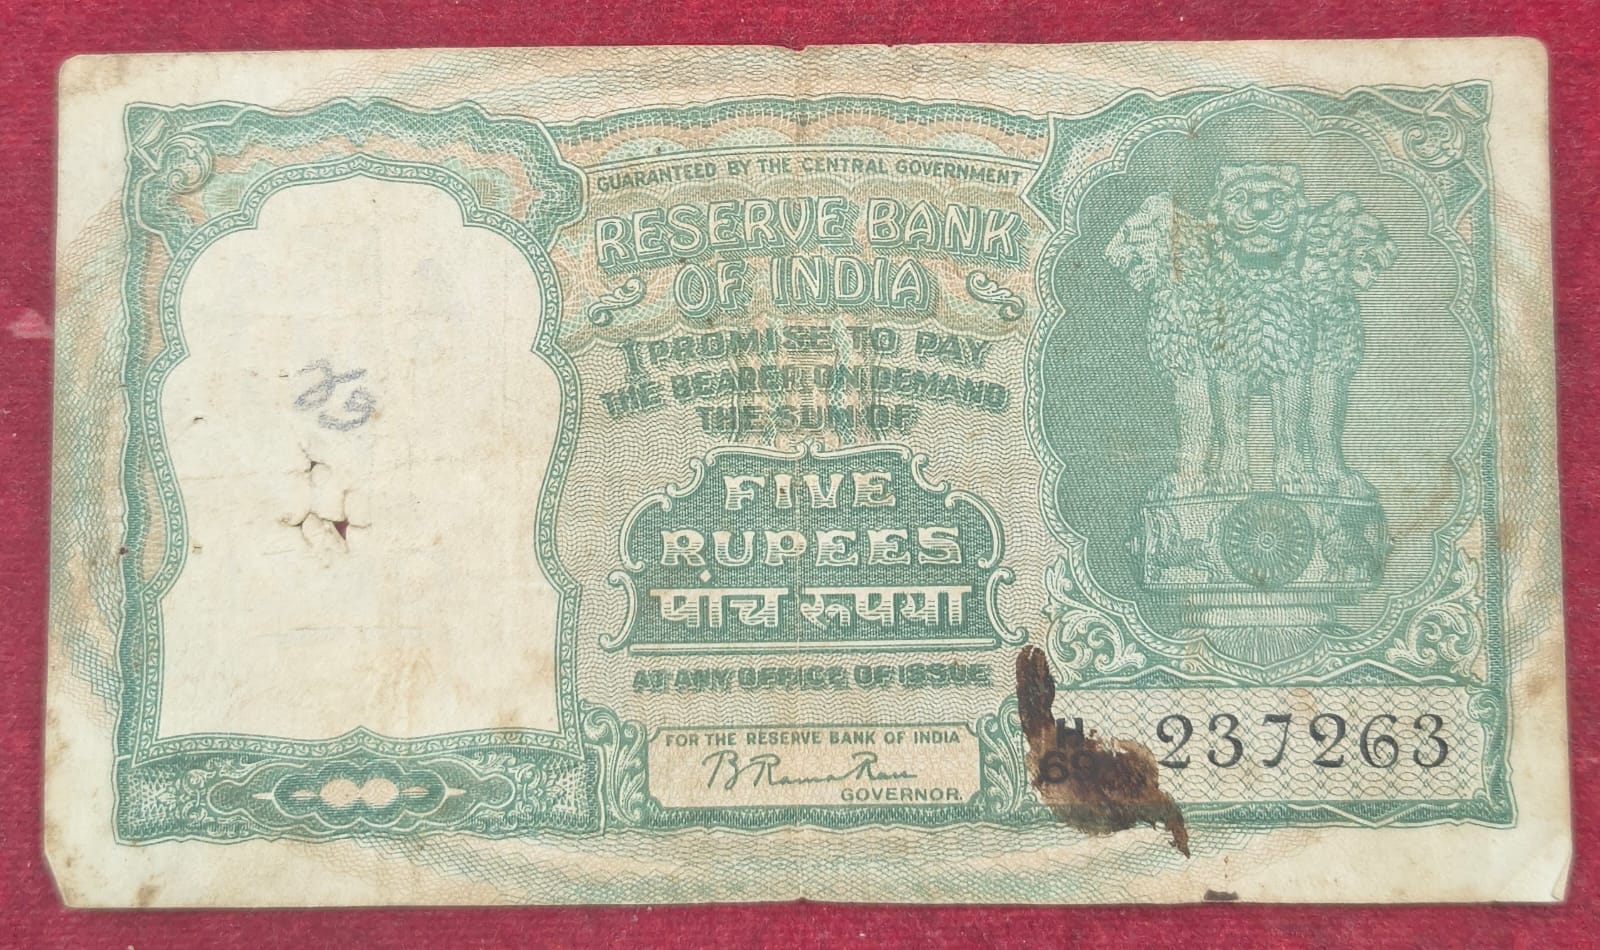 GUARANTEED BY THE CENTRAL GOVERNMENT
RESERVE BANK
OF INDIA
I PROMISE TO PAY
THE BEARER ON DEMAND
THE SUM OF
FIVE
RUPEES
पांच रूपया
AT ANY OFFICE OF ISSUE
FOR THE RESERVE BANK OF INDIA
B Rama Rau
GOVERNOR.
H
69
237263